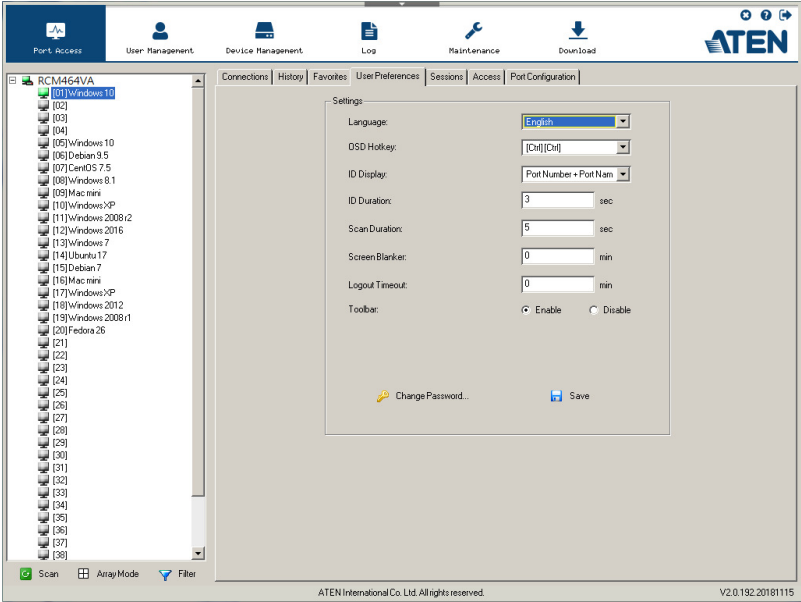 Port Access
User Management
Device Management
Log
Maintenance
Download
ATEN
RCM464VA
[01]Windows 10
[02]
[03]
[04]
[05]Windows 10
[06]Debian 9.5
[07]CentOS 7.5
[08]Windows 8.1
[09]Mac mini
[10]WindowsXP
[11]Windows 2008 r2
[12]Windows 2016
[13]Windows 7
[14]Ubuntu 17
[15]Debian 7
[16]Mac mini
[17]WindowsXP
[18]Windows 2012
[19]Windows 2008 r1
[20]Fedora 26
[21]
[22]
[23]
[24]
[25]
[26]
[27]
[28]
[29]
[30]
[31]
[32]
[33]
[34]
[35]
[36]
[37]
[38]
Scan Array Mode Filter
Connections History Favorites User Preferences Sessions Access Port Configuration
Settings
Language: English
OSD Hotkey: [Ctrl] [Ctrl]
ID Display: Port Number + Port Nam
ID Duration: 3 sec
Scan Duration: 5 sec
Screen Blanker: 0 min
Logout Timeout: 0 min
Toolbar: Enable Disable
Change Password... Save
ATEN International Co. Ltd. All rights reserved.
V2.0.192.20181115